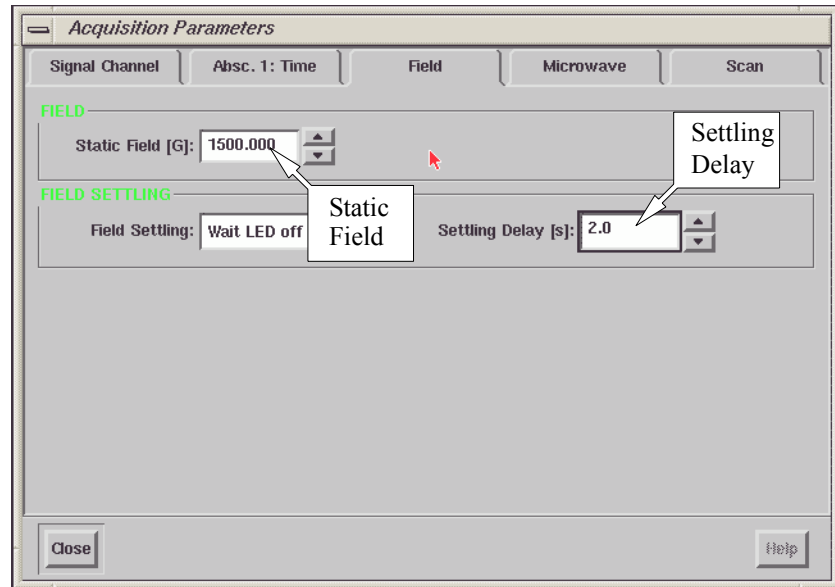 Acquisition Parameters
Signal Channel
Absc. 1: Time
Field
Microwave
Scan
FIELD
Static Field [G]: 1500.000
Settling
Delay
FIELD SETTLING
Field Settling: Wait LED off
Static
Field
Settling Delay [s]: 2.0
Close
Help